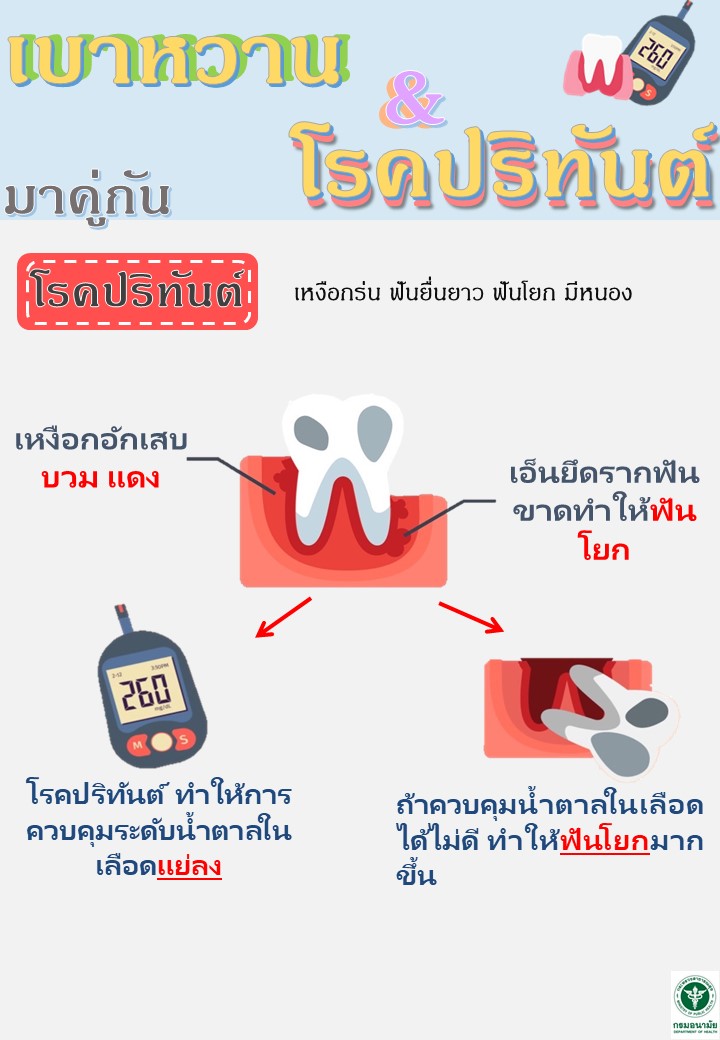 เบาหวาน
&
โรคปริทันต์
มาคู่กัน
260
M S
โรคปริทันต์
เหงือกร่น ฟันยื่นยาว ฟันโยก มีหนอง
เหงือกอักเสบ
บวม แดง
เอ็นยึดรากฟัน
ขาดทำให้ฟัน
โยก
2-12 3:30PM
260
mg/dL
M S
โรคปริทันต์ ทำให้การ
ควบคุมระดับน้ำตาลใน
เลือดแย่ลง
ถ้าควบคุมน้ำตาลในเลือด
ได้ไม่ดี ทำให้ฟันโยกมาก
ขึ้น
กรมอนามัย
DEPARTMENT OF HEALTH